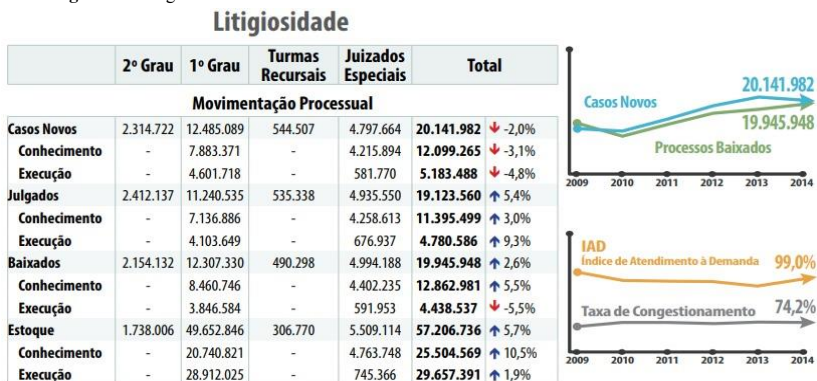 Litigiosidade
2º Grau 1º Grau Turmas Recursais Juizados Especiais Total
Movimentação Processual
Casos Novos 2.314.722 12.485.089 544.507 4.797.664 20.141.982 -2,0%
Conhecimento - 7.883.371 - 4.215.894 12.099.265 -3,1%
Execução - 4.601.718 - 581.770 5.183.488 -4,8%
Julgados 2.412.137 11.240.535 535.338 4.935.550 19.123.560 5,4%
Conhecimento - 7.136.886 - 4.258.613 11.395.499 3,0%
Execução - 4.103.649 - 676.937 4.780.586 9,3%
Baixados 2.154.132 12.307.330 490.298 4.994.188 19.945.948 2,6%
Conhecimento - 8.460.746 - 4.402.235 12.862.981 5,5%
Execução - 3.846.584 - 591.953 4.438.537 -5,5%
Estoque 1.738.006 49.652.846 306.770 5.509.114 57.206.736 5,7%
Conhecimento - 20.740.821 - 4.763.748 25.504.569 10,5%
Execução - 28.912.025 - 745.366 29.657.391 1,9%
20.141.982
Casos Novos
19.945.948
Processos Baixados
2009 2010 2011 2012 2013 2014
IAD
Índice de Atendimento à Demanda 99,0%
Taxa de Congestionamento 74,2%
2009 2010 2011 2012 2013 2014